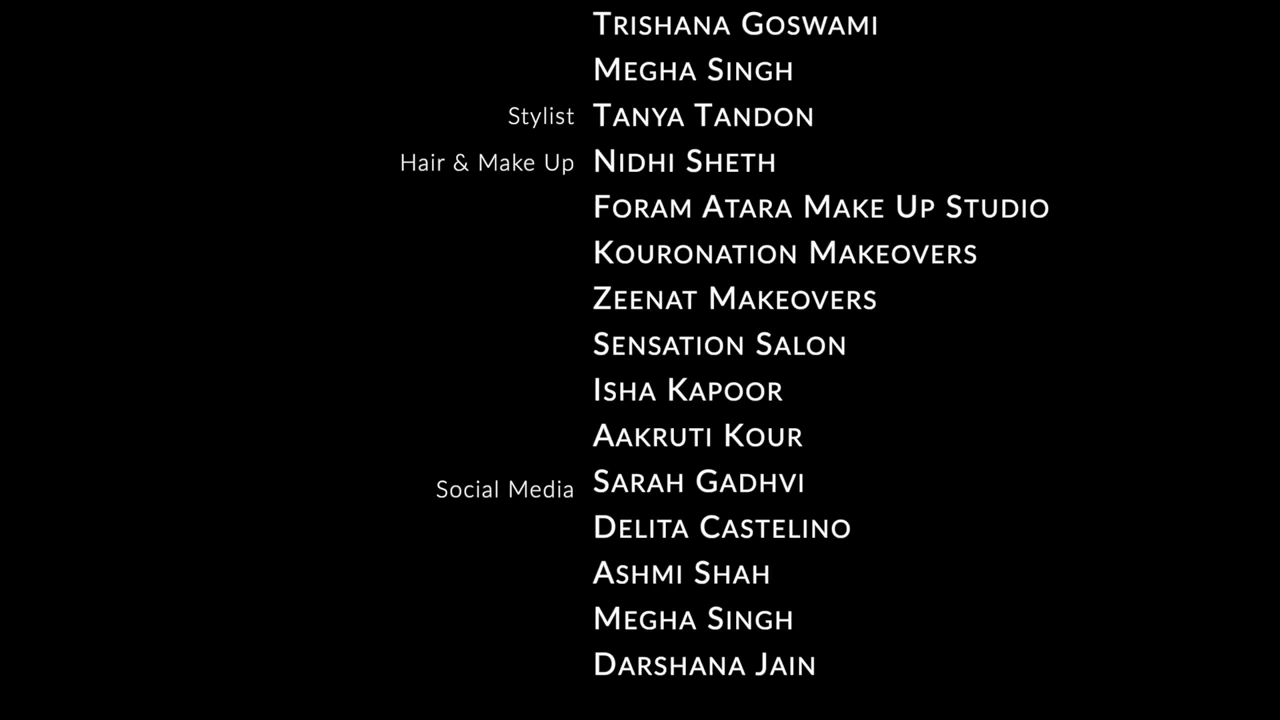 Trishana Goswami
Megha Singh
Stylist Tanya Tandon
Hair & Make Up Nidhi Sheth
Foram Atara Make Up Studio
Kouronation Makeovers
Zeenat Makeovers
Sensation Salon
Isha Kapoor
Aakruti Kour
Social Media Sarah Gadhvi
Delita Castelino
Ashmi Shah
Megha Singh
Darshana Jain